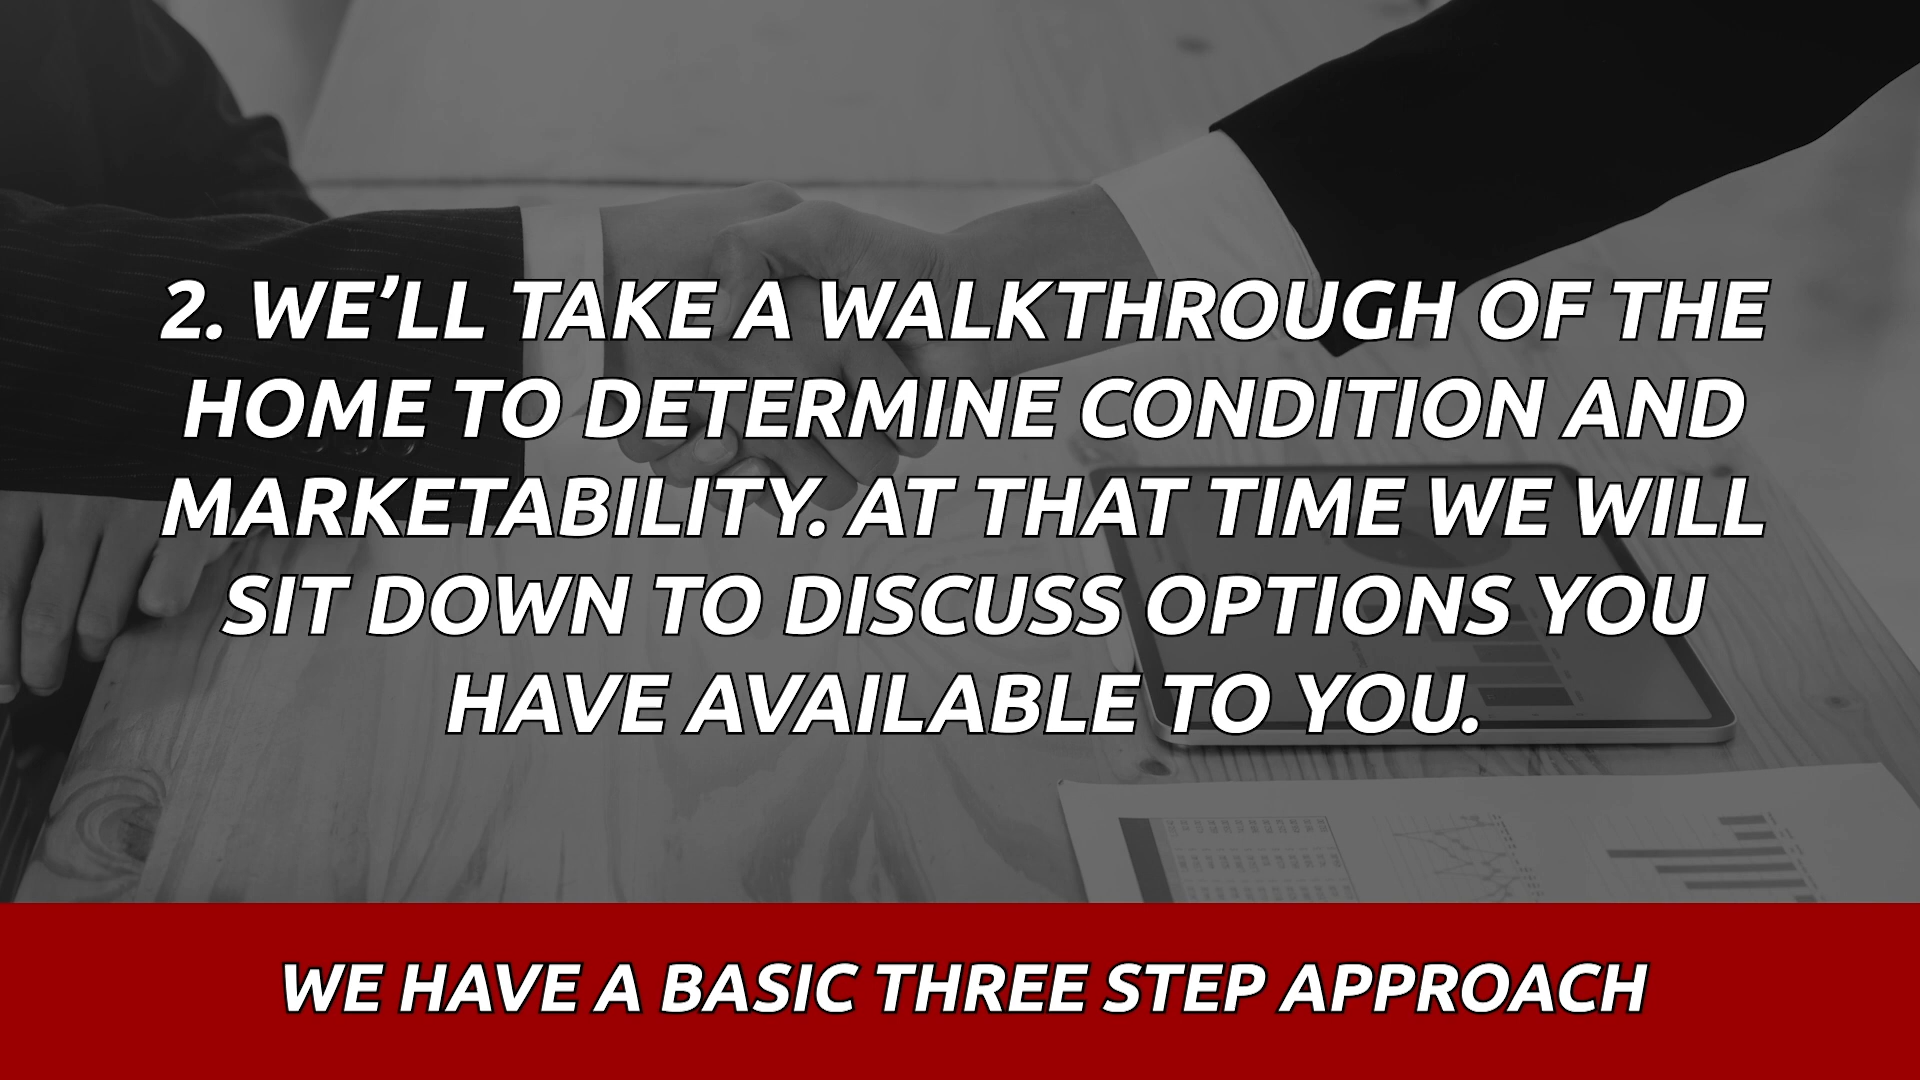 2. WE’LL TAKE A WALKTHROUGH OF THE
HOME TO DETERMINE CONDITION AND
MARKETABILITY. AT THAT TIME WE WILL
SIT DOWN TO DISCUSS OPTIONS YOU
HAVE AVAILABLE TO YOU.
WE HAVE A BASIC THREE STEP APPROACH